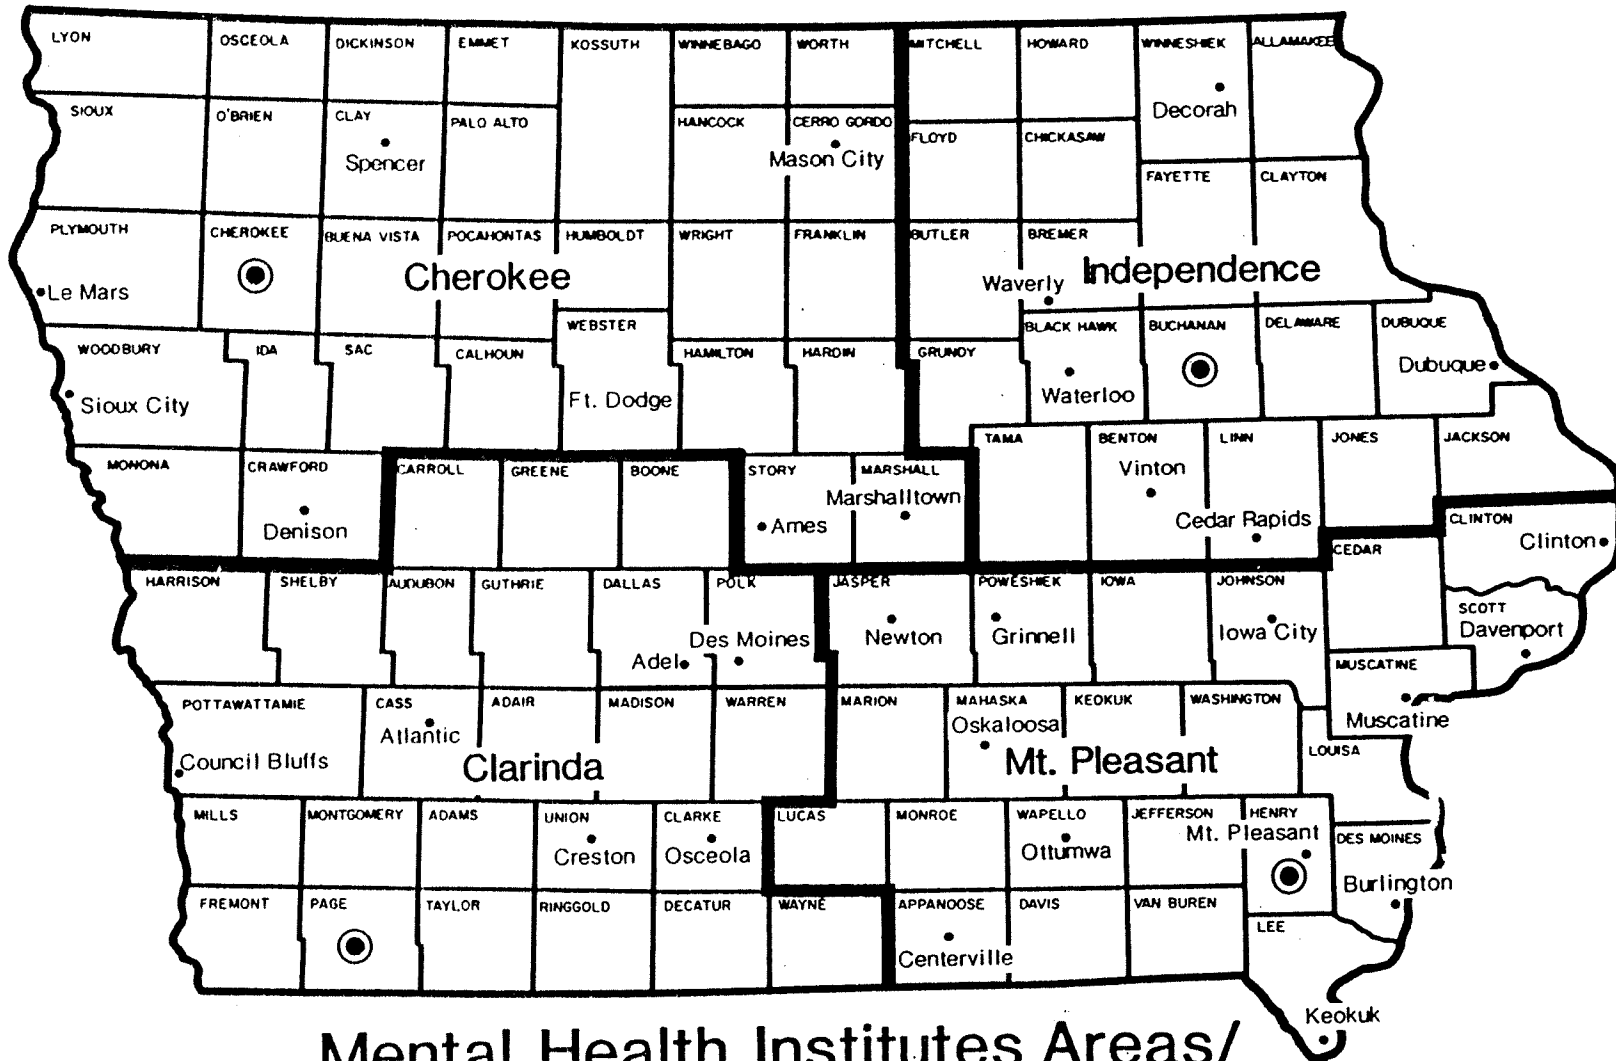 LYON
OSCEOLA
DICKINSON
EMMET
KOSSUTH
WINNEBAGO
WORTH
MITCHELL
HOWARD
WINNESHIEK
ALLAMAKEE
Decorah
SIOUX
O'BRIEN
CLAY
PALO ALTO
HANCOCK
CERRO GORDO
FLOYD
CHICKASAW
Spencer
Mason City
FAYETTE
CLAYTON
PLYMOUTH
CHEROKEE
BUENA VISTA
POCAHONTAS
HUMBOLDT
WRIGHT
FRANKLIN
BUTLER
BREMER
Cherokee
Independence
Le Mars
Waverly
WEBSTER
BLACK HAWK
BUCHANAN
DELAWARE
DUBUQUE
WOODBURY
IDA
SAC
CALHOUN
HAMILTON
HARDIN
GRUNDY
Dubuque
Sioux City
Ft. Dodge
Waterloo
TAMA
BENTON
LINN
JONES
JACKSON
MONONA
CRAWFORD
CARROLL
GREENE
BOONE
STORY
MARSHALL
Vinton
Marshalltown
Denison
Ames
Cedar Rapids
CLINTON
Clinton
CEDAR
HARRISON
SHELBY
AUDUBON
GUTHRIE
DALLAS
POLK
JASPER
POWESHIEK
IOWA
JOHNSON
SCOTT
Davenport
Des Moines
Adel
Newton
Grinnell
Iowa City
MUSCATINE
Muscatine
POTTAWATTAMIE
CASS
ADAIR
MADISON
WARREN
MARION
MAHASKA
KEOKUK
WASHINGTON
Oskaloosa
Atlantic
LOUISA
Council Bluffs
Clarinda
Mt. Pleasant
MILLS
MONTGOMERY
ADAMS
UNION
CLARKE
LUCAS
MONROE
WAPELLO
JEFFERSON
HENRY
Mt. Pleasant
DES MOINES
Creston
Osceola
Ottumwa
Burlington
FREMONT
PAGE
TAYLOR
RINGGOLD
DECATUR
WAYNE
APPANOOSE
DAVIS
VAN BUREN
LEE
Centerville
Keokuk
Mental Health Institutes Areas/